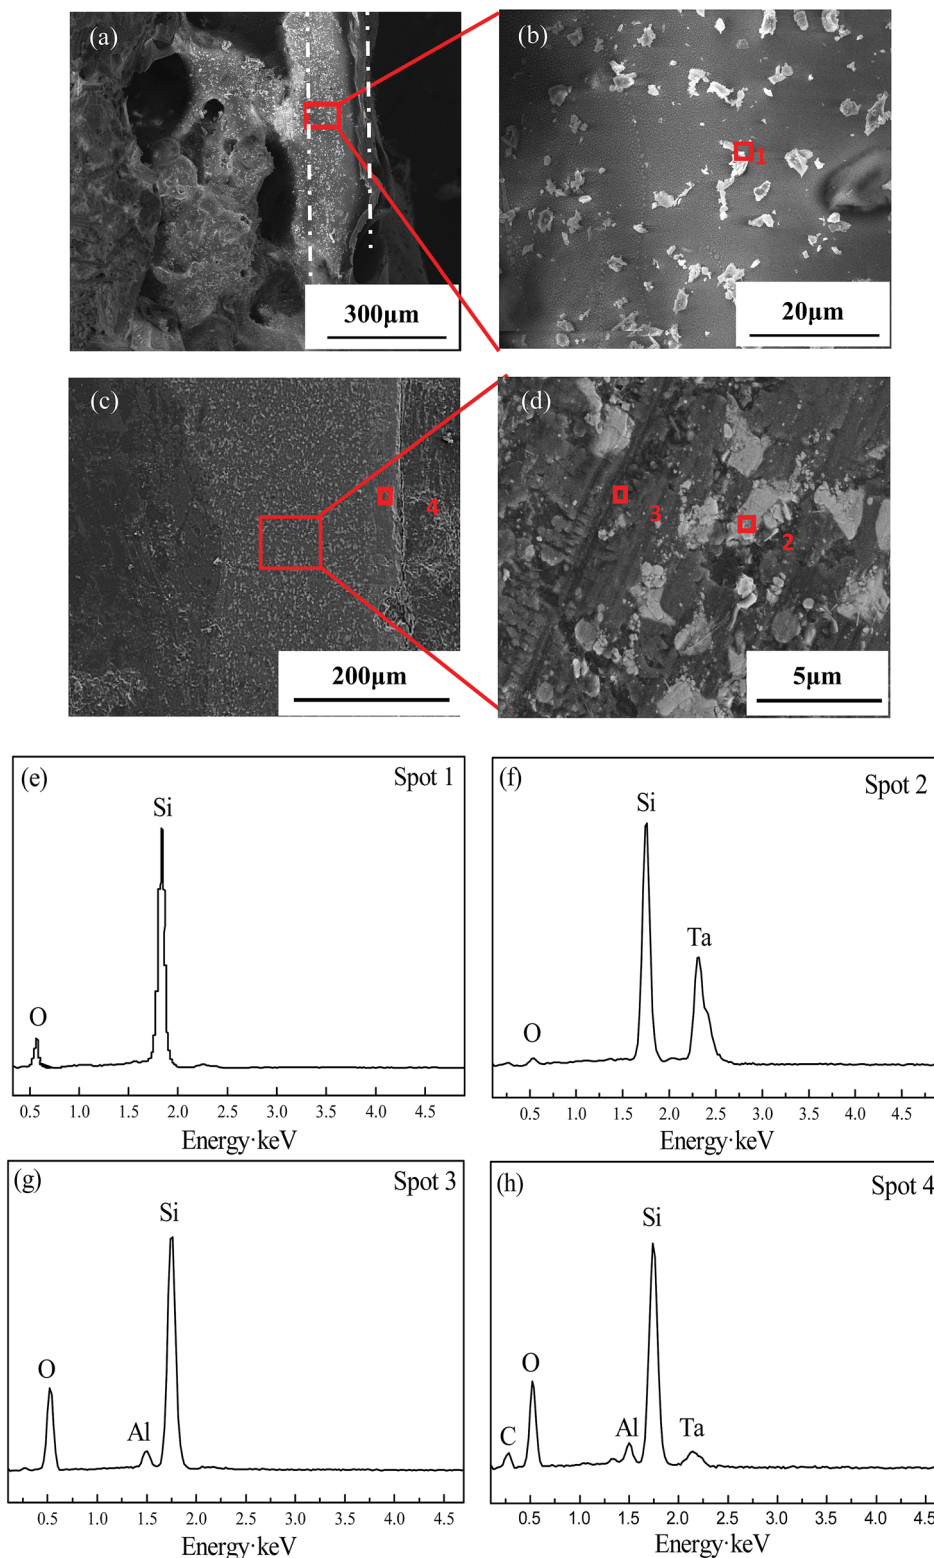 (a)
300μm
(b)
1
20μm
(c)
4
200μm
(d)
3
2
5μm
(e)
Spot 1
Si
O
0.5 1.0 1.5 2.0 2.5 3.0 3.5 4.0 4.5
Energy·keV
(f)
Spot 2
Si
Ta
O
0.5 1.0 1.5 2.0 2.5 3.0 3.5 4.0 4.5
Energy·keV
(g)
Spot 3
Si
O
Al
0.5 1.0 1.5 2.0 2.5 3.0 3.5 4.0 4.5
Energy·keV
(h)
Spot 4
Si
O
C
Al
Ta
0.5 1.0 1.5 2.0 2.5 3.0 3.5 4.0 4.5
Energy·keV